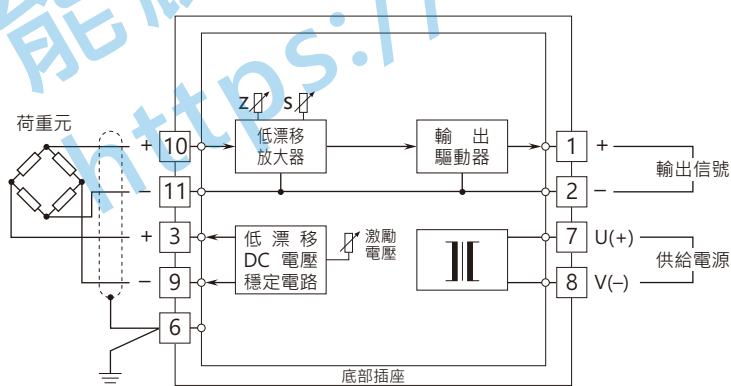 能
https://
Z S
荷重元
低漂移
放大器
輸 出
驅動器
+ 10
1 +
輸出信號
− 11
2 −
+ 3
低 漂 移
DC 電壓
穩定電路
激勵
電壓
7 U(+)
供給電源
− 9
8 V(−)
6
底部插座